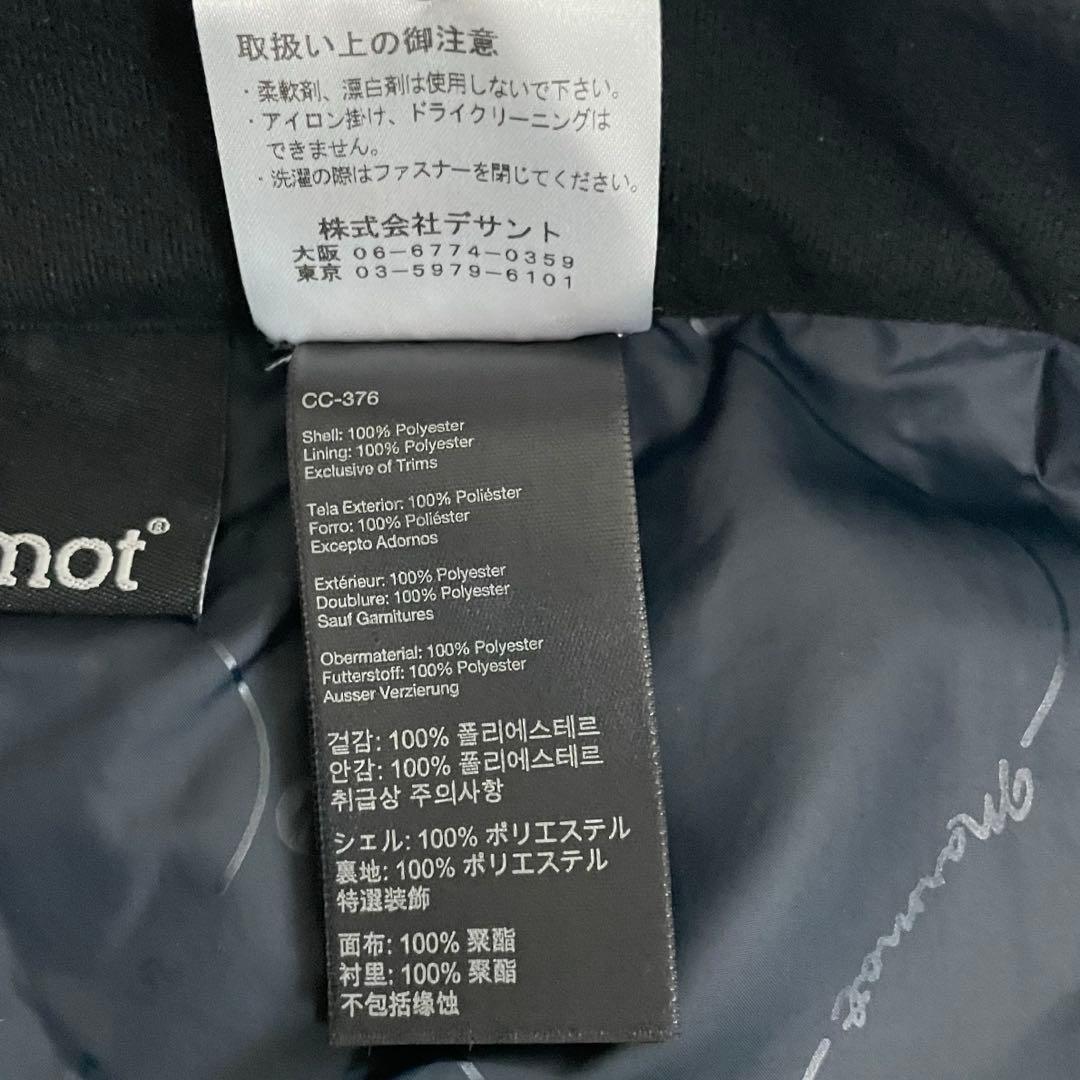 取扱い上の御注意
・柔軟剤、漂白剤は使用しないで下さい。
・アイロン掛け、ドライクリーニングは
できません。
・洗濯の際はファスナーを閉じてください。
株式会社デサント
大阪 06-6774-0359
東京 03-5979-6101
mot®
CC-376
Shell: 100% Polyester
Lining: 100% Polyester
Exclusive of Trims
Tela Exterior: 100% Poliéster
Forro: 100% Poliéster
Excepto Adornos
Extérieur: 100% Polyester
Doublure: 100% Polyester
Sauf Garnitures
Obermaterial: 100% Polyester
Futterstoff: 100% Polyester
Ausser Verzierung
겉감: 100% 폴리에스테르
안감: 100% 폴리에스테르
취급상 주의사항
シェル: 100% ポリエステル
裏地: 100% ポリエステル
特選装飾
面布: 100% 聚酯
衬里: 100% 聚酯
不包括缘蚀
Marmot